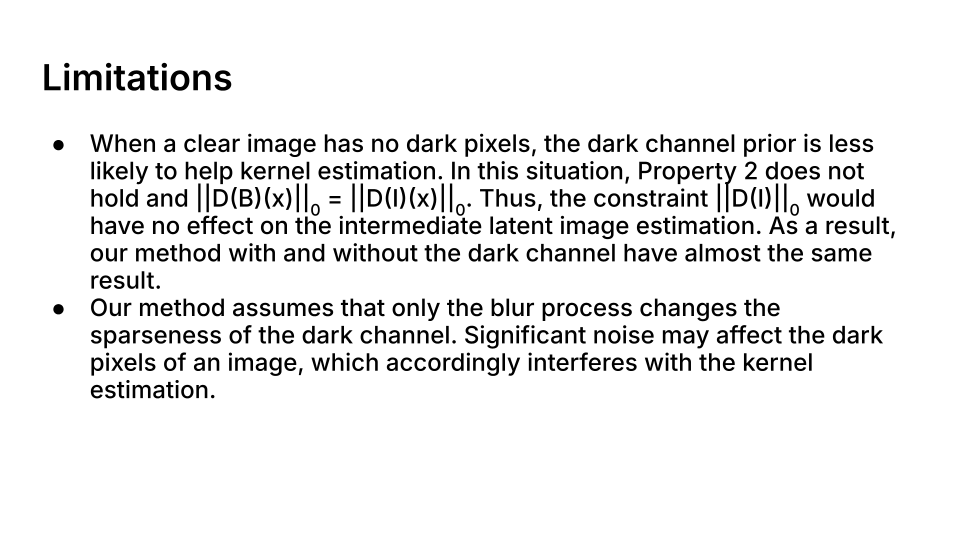 Limitations
● When a clear image has no dark pixels, the dark channel prior is less
likely to help kernel estimation. In this situation, Property 2 does not
hold and ||D(B)(x)||₀ = ||D(I)(x)||₀. Thus, the constraint ||D(I)||₀ would
have no effect on the intermediate latent image estimation. As a result,
our method with and without the dark channel have almost the same
result.
● Our method assumes that only the blur process changes the
sparseness of the dark channel. Significant noise may affect the dark
pixels of an image, which accordingly interferes with the kernel
estimation.